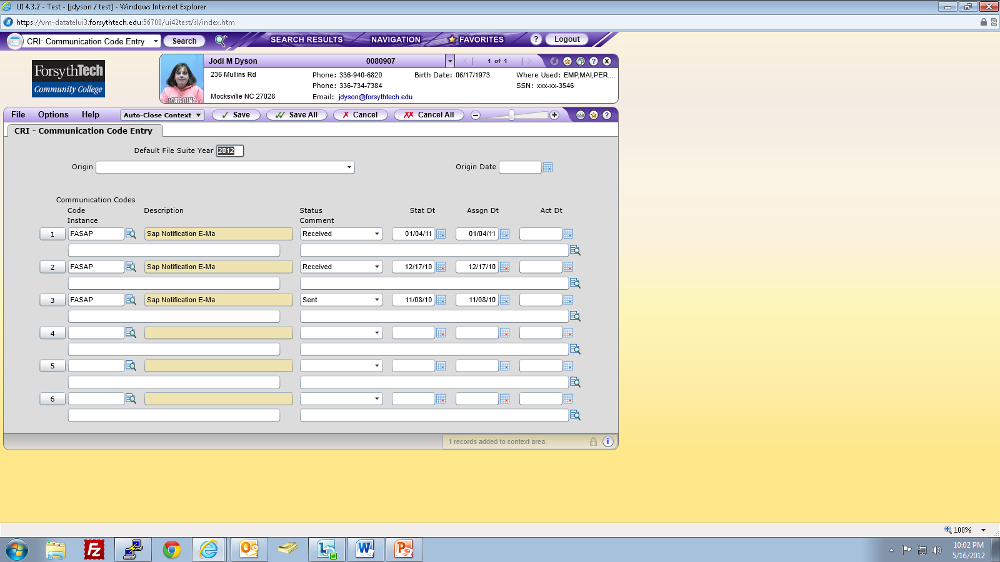 UI 4.3.2 - Test - [jdyson / test] - Windows Internet Explorer
https://vm-datatelui3.forsythtech.edu:56700/ui42test/sl/index.htm
CRI: Communication Code Entry Search SEARCH RESULTS NAVIGATION FAVORITES ? Logout
ForsythTech
Community College
Jodi M Dyson 0080907 1 of 1
236 Mullins Rd Phone: 336-940-6820 Birth Date: 06/17/1973 Where Used: EMP,MAI,PER,...
Phone: 336-734-7384 SSN: xxx-xx-3546
Mocksville NC 27028 Email: jdyson@forsythtech.edu
HIGH POINT
File Options Help Auto-Close Context Save Save All Cancel Cancel All
CRI - Communication Code Entry
Default File Suite Year 2012
Origin Origin Date
Communication Codes
Code Description Status Stat Dt Assgn Dt Act Dt
Instance Comment
1 FASAP Sap Notification E-Ma Received 01/04/11 01/04/11
2 FASAP Sap Notification E-Ma Received 12/17/10 12/17/10
3 FASAP Sap Notification E-Ma Sent 11/08/10 11/08/10
4
5
6
1 records added to context area.
100%
10:02 PM
5/16/2012